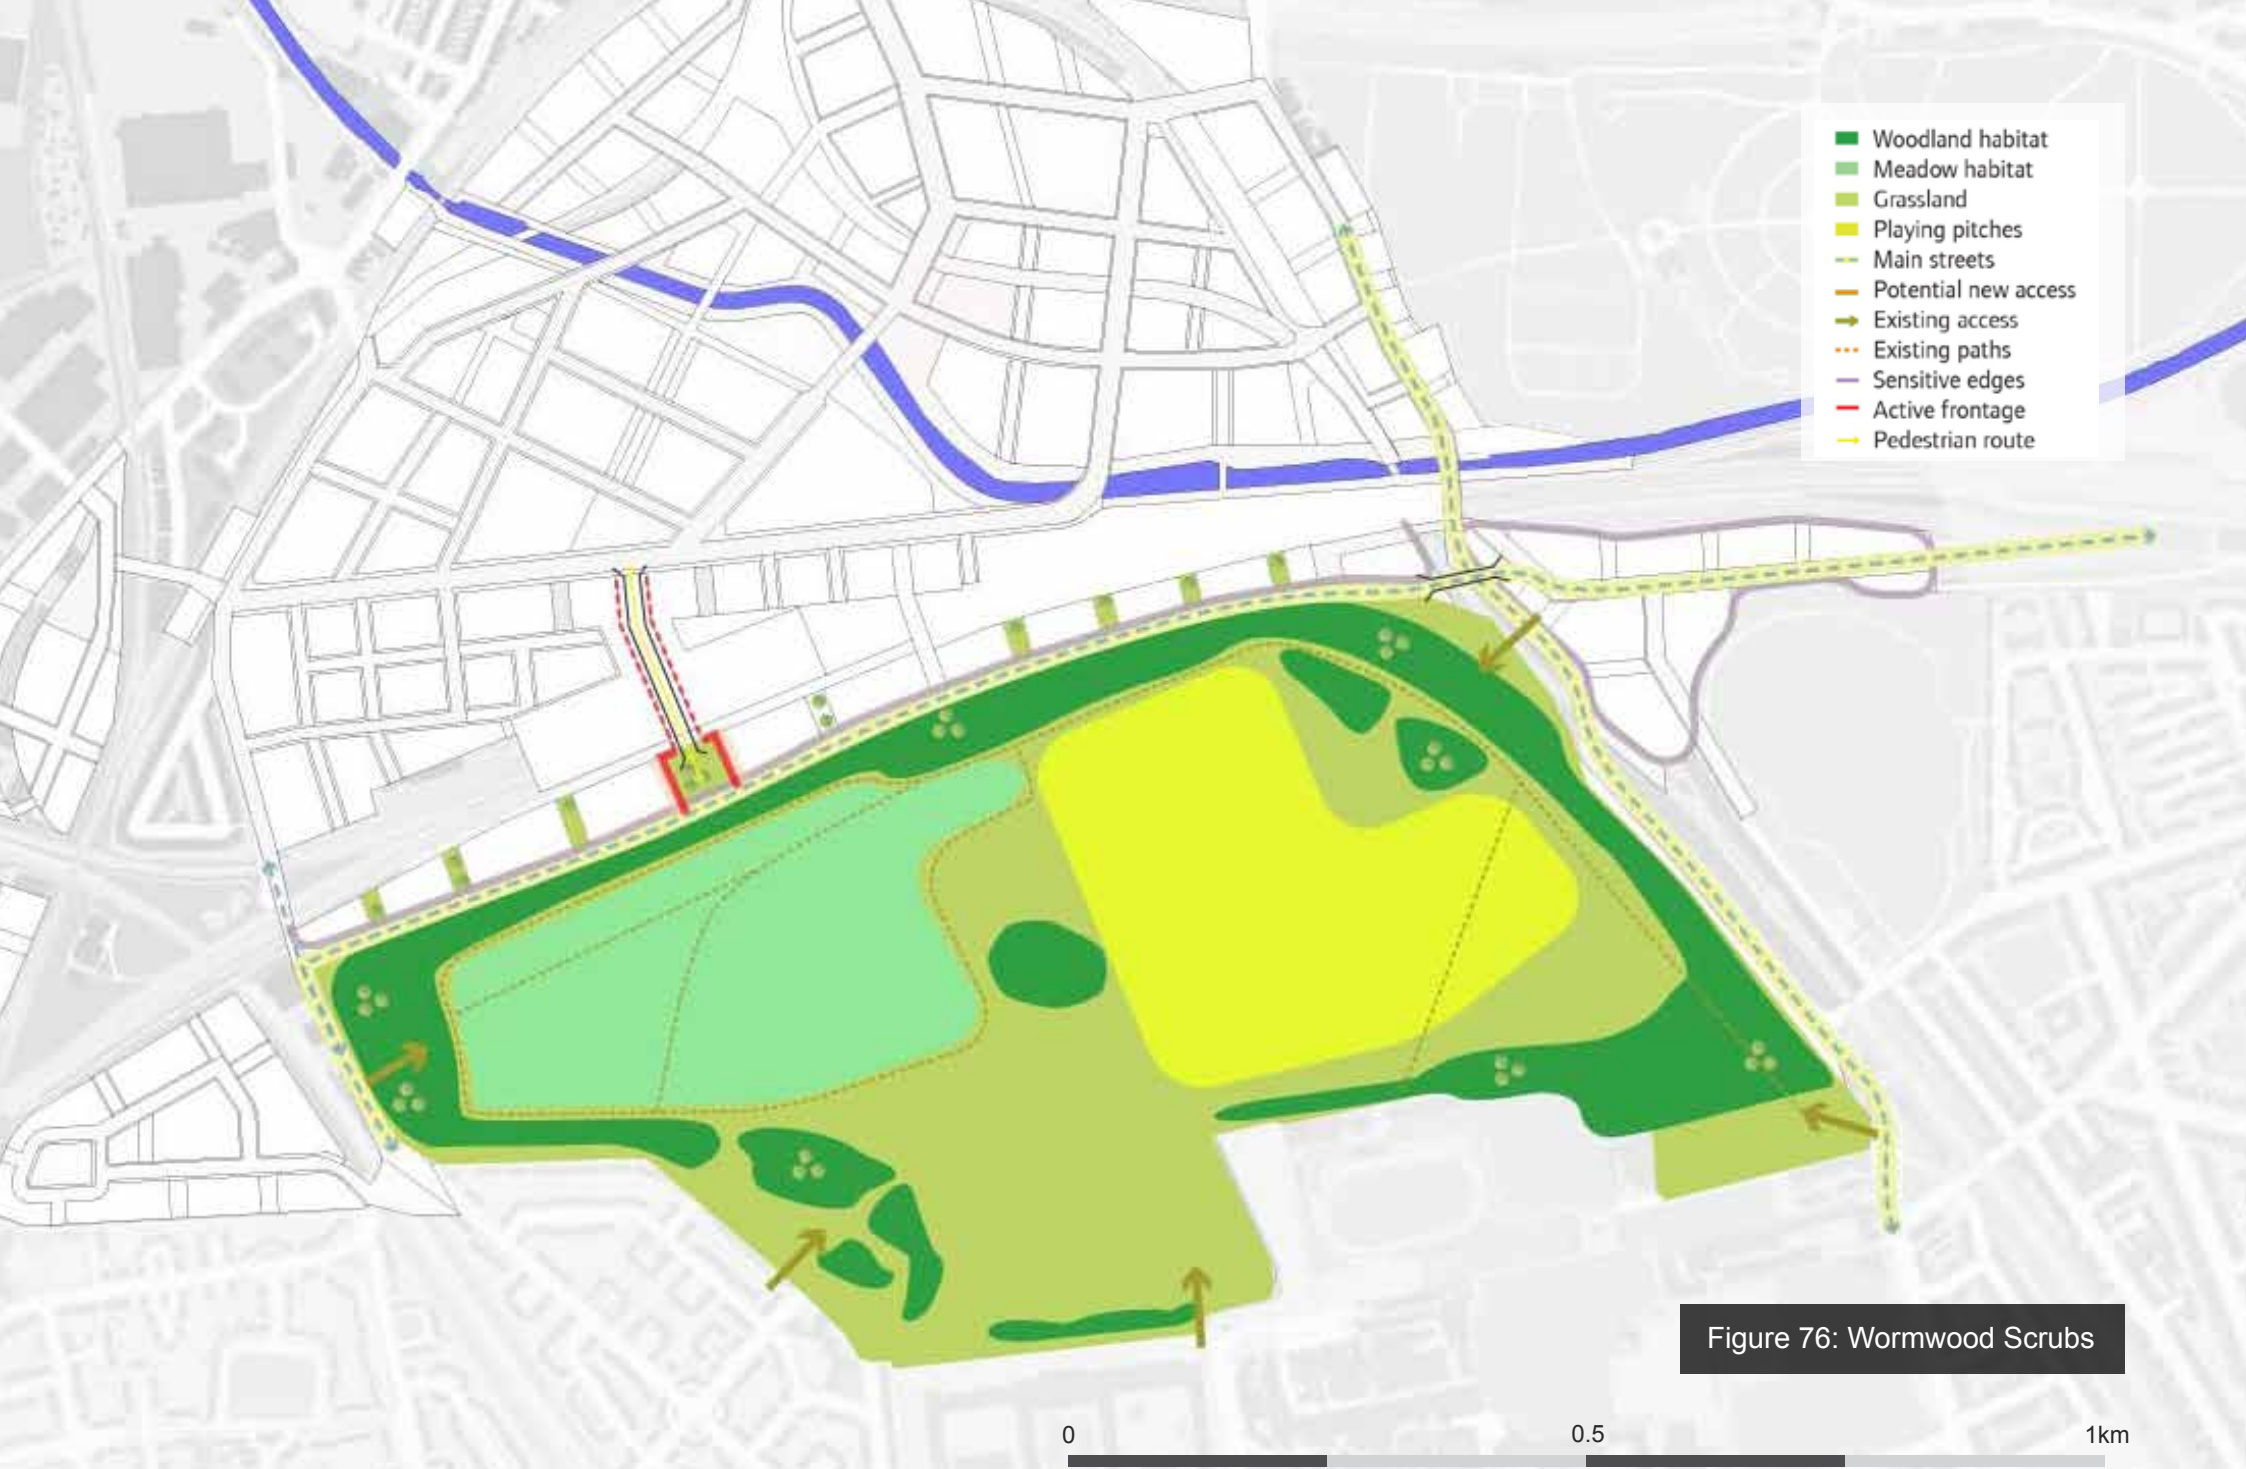 Woodland habitat
Meadow habitat
Grassland
Playing pitches
Main streets
Potential new access
Existing access
Existing paths
Sensitive edges
Active frontage
Pedestrian route
Figure 76: Wormwood Scrubs
0 0.5 1km